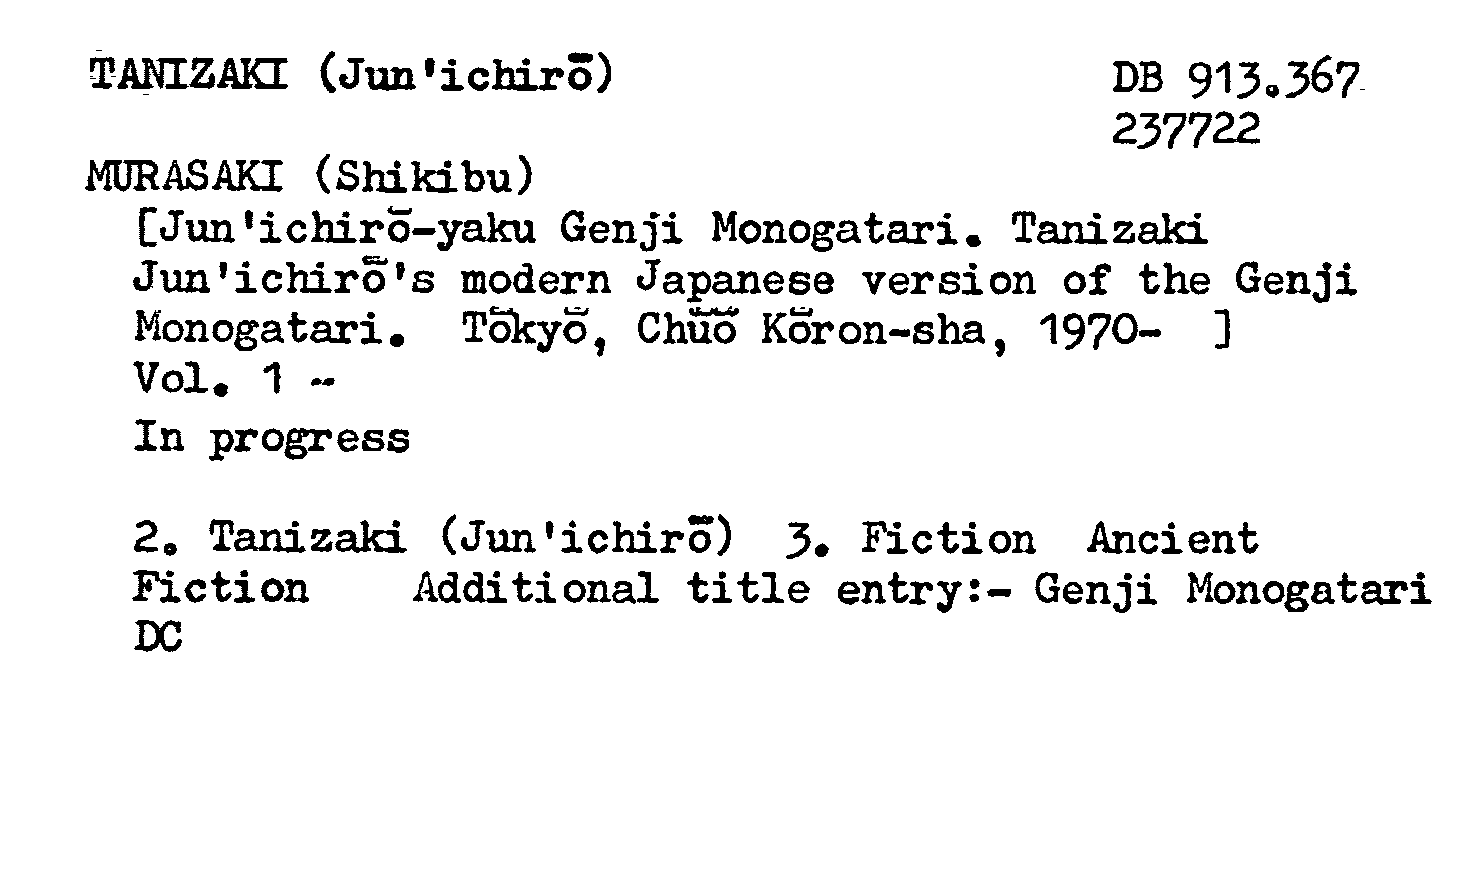 TANIZAKI (Jun'ichirō)
DB 913.367
237722
MURASAKI (Shikibu)
[Jun'ichirō-yaku Genji Monogatari. Tanizaki
Jun'ichirō's modern Japanese version of the Genji
Monogatari. Tōkyō, Chūō Kōron-sha, 1970- ]
Vol. 1 -
In progress
2. Tanizaki (Jun'ichirō) 3. Fiction Ancient
Fiction Additional title entry:- Genji Monogatari
DC